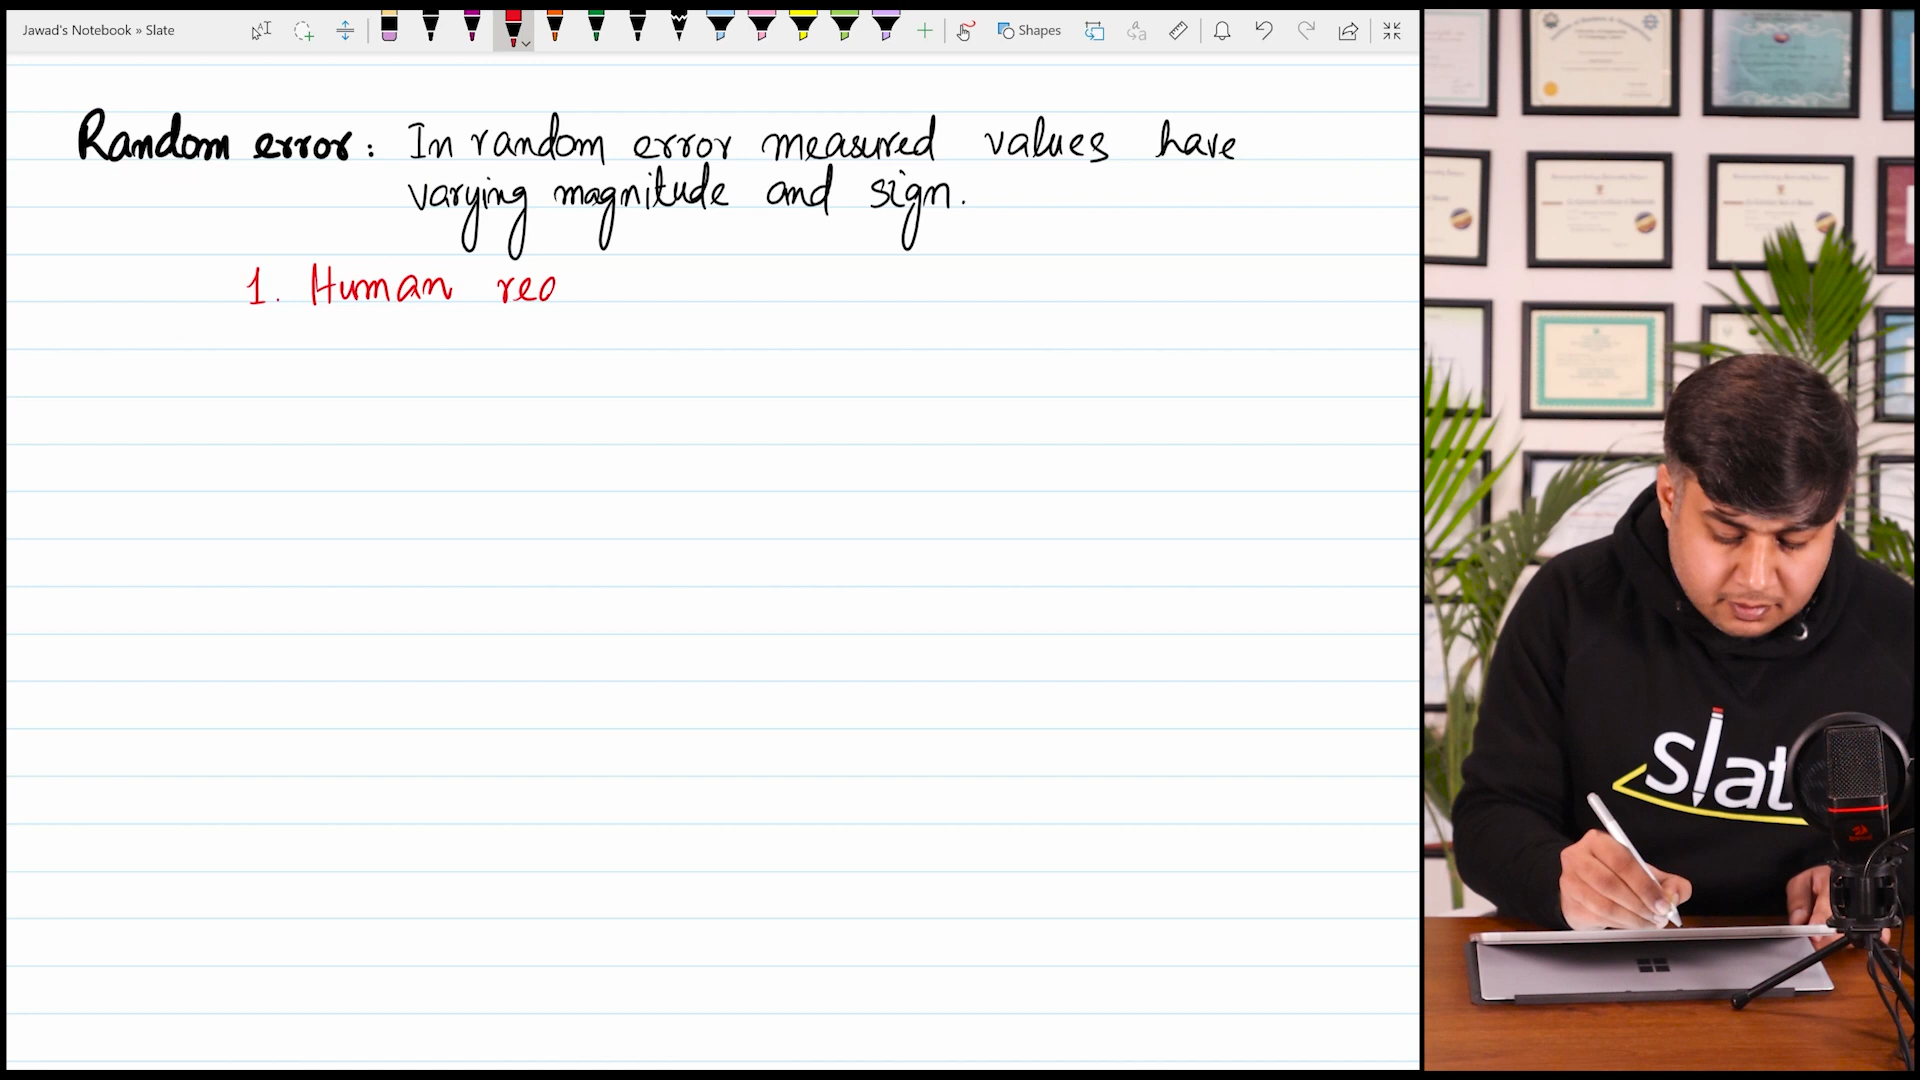 Jawad's Notebook » Slate
Shapes
Random error: In random error measured values have
varying magnitude and sign.
1. Human rea
slat